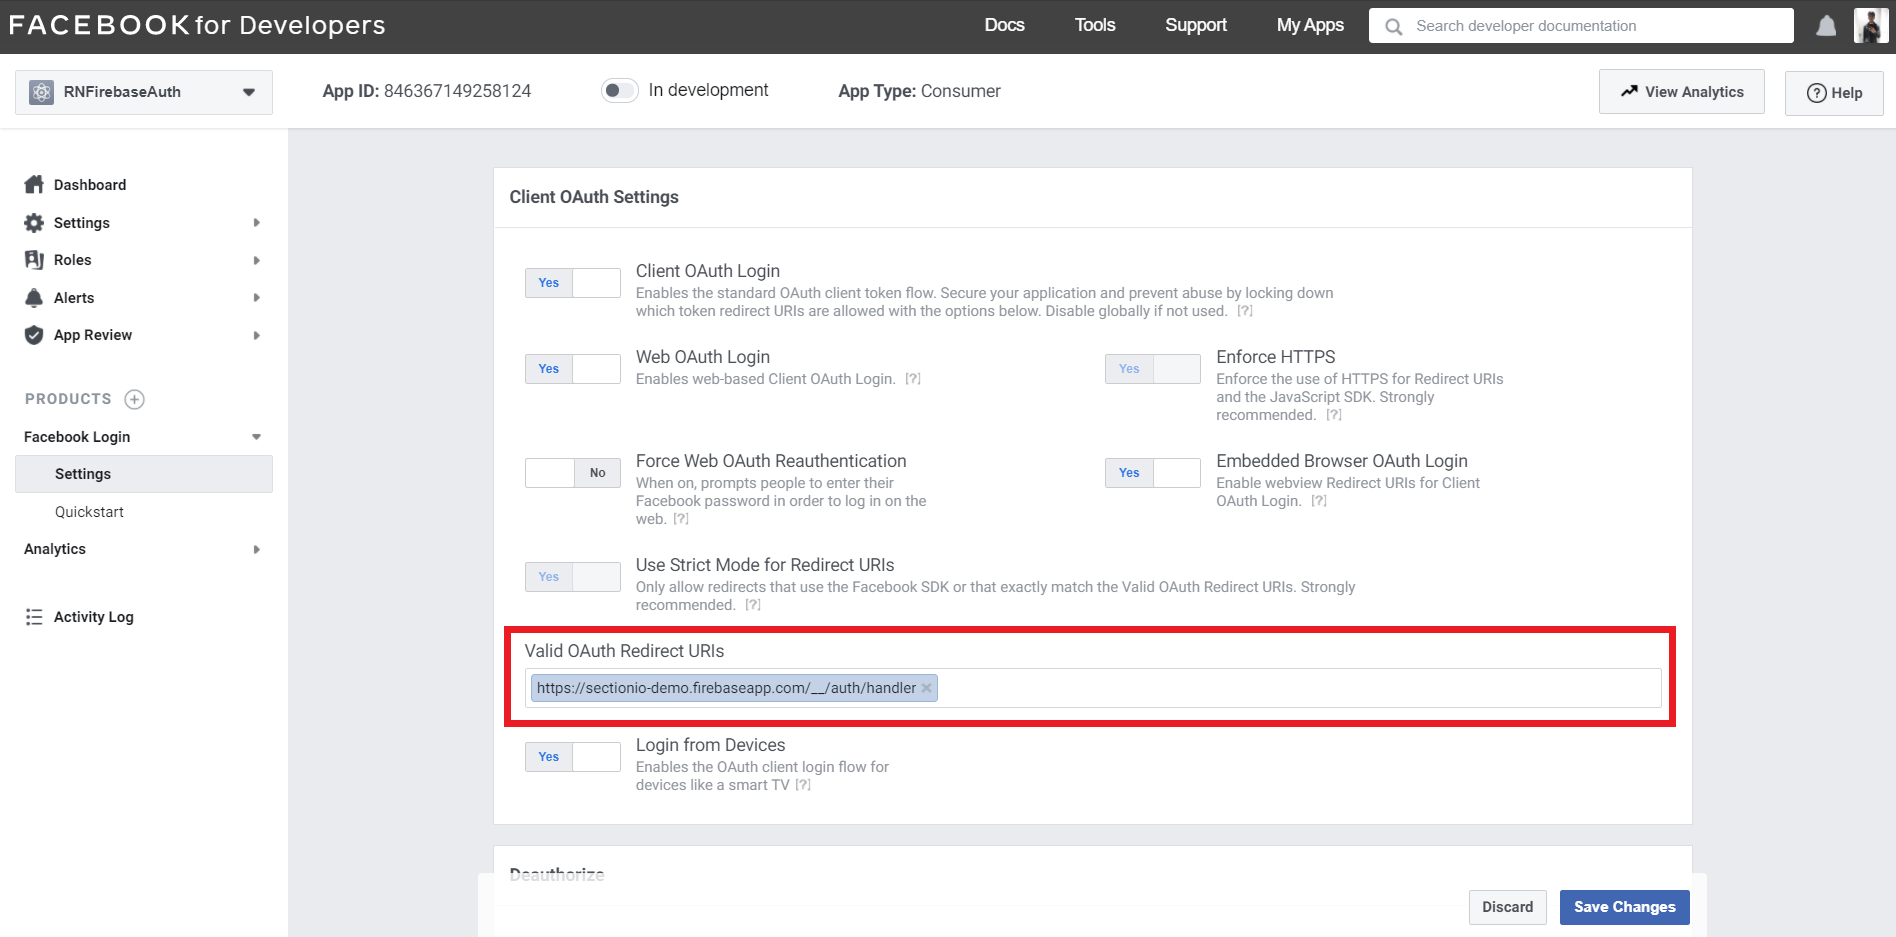 FACEBOOK for Developers
Docs
Tools
Support
My Apps
Search developer documentation
RNFirebaseAuth
App ID: 846367149258124
In development
App Type: Consumer
View Analytics
? Help
Dashboard
Settings
Roles
Alerts
App Review
PRODUCTS
Facebook Login
Settings
Quickstart
Analytics
Activity Log
Client OAuth Settings
Yes
Client OAuth Login
Enables the standard OAuth client token flow. Secure your application and prevent abuse by locking down
which token redirect URIs are allowed with the options below. Disable globally if not used. [?]
Yes
Web OAuth Login
Enables web-based Client OAuth Login. [?]
Yes
Enforce HTTPS
Enforce the use of HTTPS for Redirect URIs
and the JavaScript SDK. Strongly
recommended. [?]
No
Force Web OAuth Reauthentication
When on, prompts people to enter their
Facebook password in order to log in on the
web. [?]
Yes
Embedded Browser OAuth Login
Enable webview Redirect URIs for Client
OAuth Login. [?]
Yes
Use Strict Mode for Redirect URIs
Only allow redirects that use the Facebook SDK or that exactly match the Valid OAuth Redirect URIs. Strongly
recommended. [?]
Valid OAuth Redirect URIs
https://sectionio-demo.firebaseapp.com/__/auth/handler ×
Yes
Login from Devices
Enables the OAuth client login flow for
devices like a smart TV [?]
Deauthorize
Discard
Save Changes